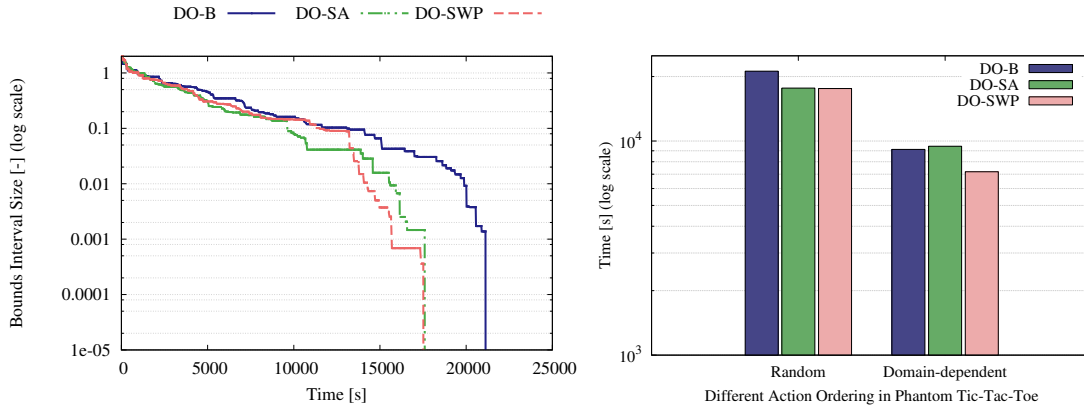 DO-B DO-SA DO-SWP
Bounds Interval Size [-] (log scale)
1
0.1
0.01
0.001
0.0001
1e-05
0 5000 10000 15000 20000 25000
Time [s]
DO-B
DO-SA
DO-SWP
Time [s] (log scale)
10^4
10^3
Random Domain-dependent
Different Action Ordering in Phantom Tic-Tac-Toe